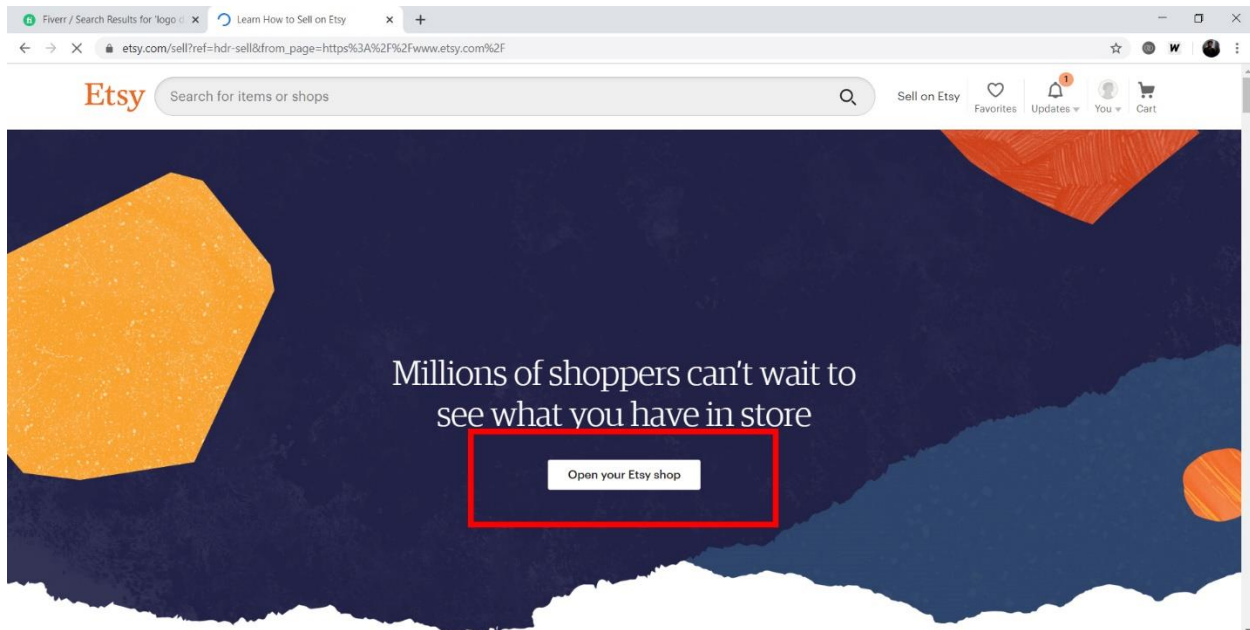 Fiverr / Search Results for 'logo d
Learn How to Sell on Etsy
etsy.com/sell?ref=hdr-sell&from_page=https%3A%2F%2Fwww.etsy.com%2F
W
Etsy
Search for items or shops
Sell on Etsy
Favorites
1
Updates
You
Cart
Millions of shoppers can't wait to
see what you have in store
Open your Etsy shop